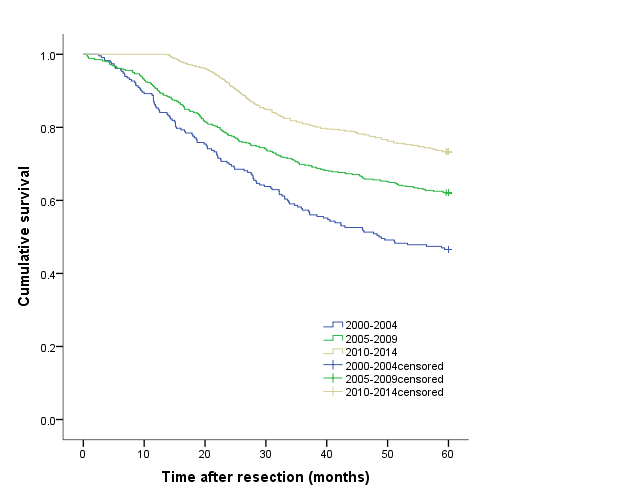 Cumulative survival
1.0
0.8
0.6
0.4
0.2
0.0
2000-2004
2005-2009
2010-2014
2000-2004censored
2005-2009censored
2010-2014censored
0 10 20 30 40 50 60
Time after resection (months)